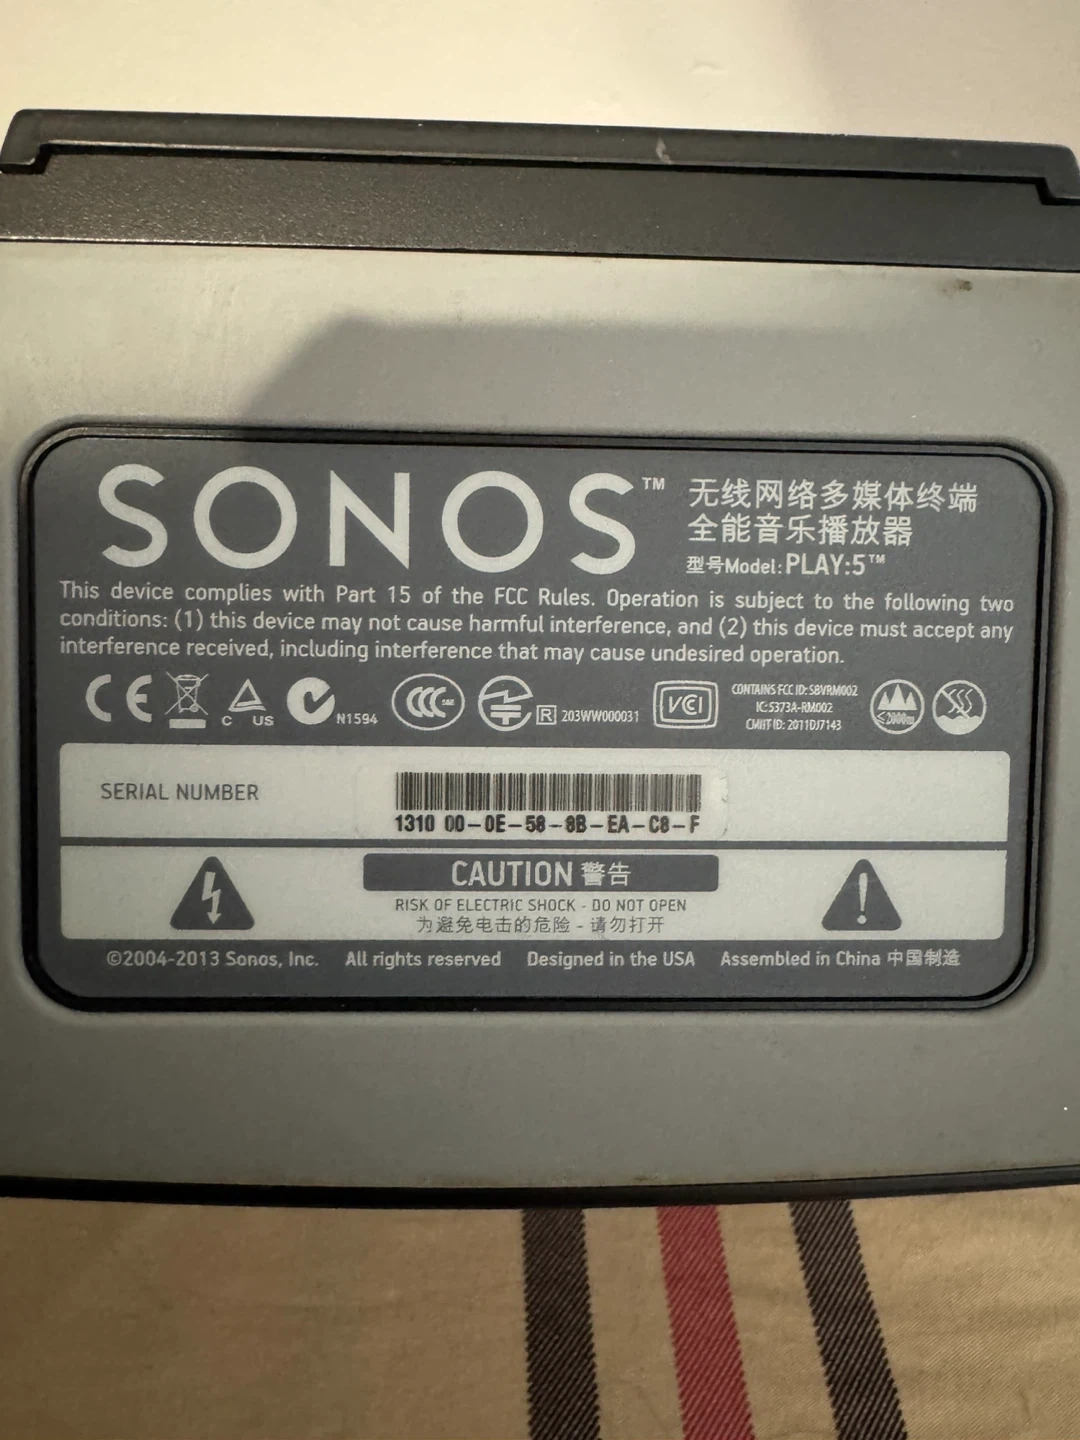 SONOS™
无线网络多媒体终端
全能音乐播放器
型号Model: PLAY:5™
This device complies with Part 15 of the FCC Rules. Operation is subject to the following two
conditions: (1) this device may not cause harmful interference, and (2) this device must accept any
interference received, including interference that may cause undesired operation.
CE
C US
N1594
CCC
R 203WW000031
VCCI
CONTAINS FCC ID: SBVRM002
IC: 5373A-RM002
CMIIT ID: 2011DJ7143
≤2000m
SERIAL NUMBER
1310 00-0E-58-8B-EA-C8-F
CAUTION 警告
RISK OF ELECTRIC SHOCK - DO NOT OPEN
为避免电击的危险 - 请勿打开
©2004-2013 Sonos, Inc. All rights reserved Designed in the USA Assembled in China 中国制造